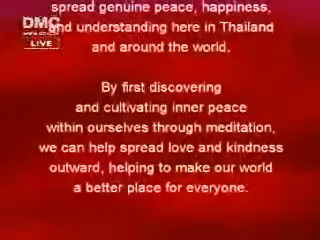 spread genuine peace, happiness,
DMC
and understanding here in Thailand
LIVE
and around the world.
By first discovering
and cultivating inner peace
within ourselves through meditation,
we can help spread love and kindness
outward, helping to make our world
a better place for everyone.